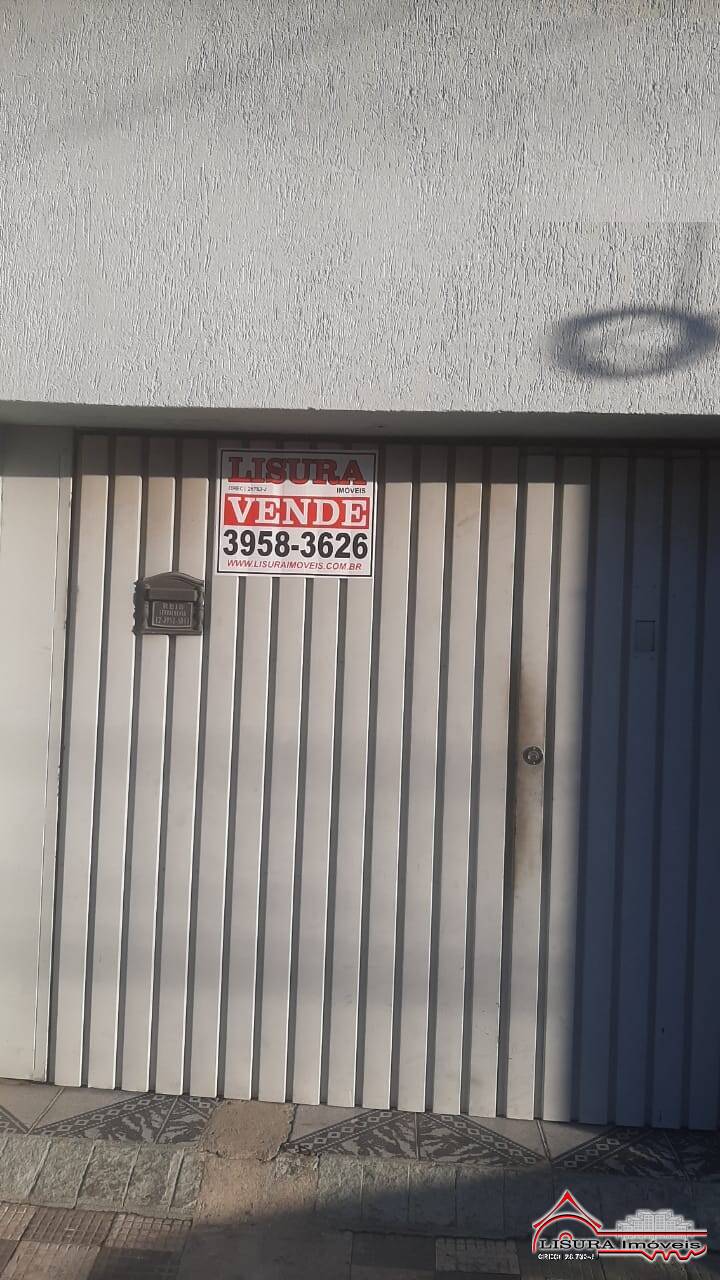 LISURA
IMÓVEIS
VENDE
3958-3626
WWW.LISURAIMOVEIS.COM.BR
LISURA Imóveis